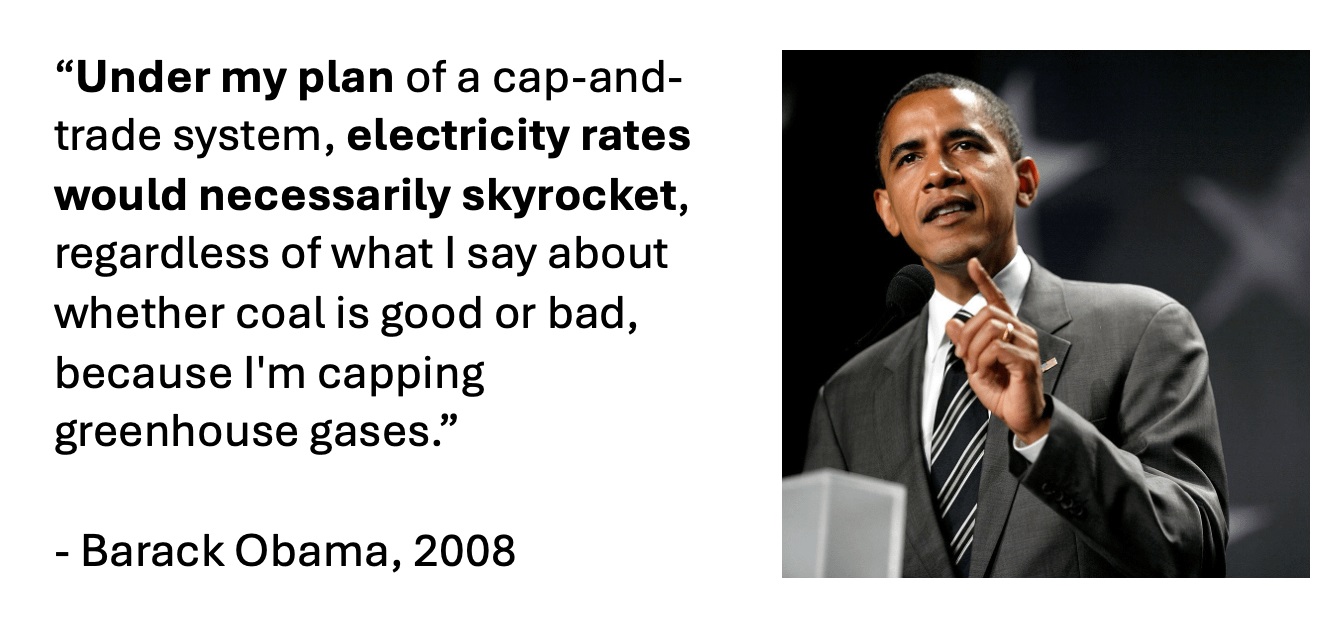 “Under my plan of a cap-and-
trade system, electricity rates
would necessarily skyrocket,
regardless of what I say about
whether coal is good or bad,
because I'm capping
greenhouse gases.”
- Barack Obama, 2008